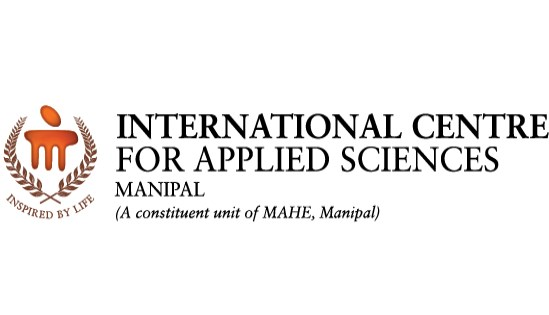 INTERNATIONAL CENTRE
FOR APPLIED SCIENCES
MANIPAL
(A constituent unit of MAHE, Manipal)
INSPIRED BY LIFE